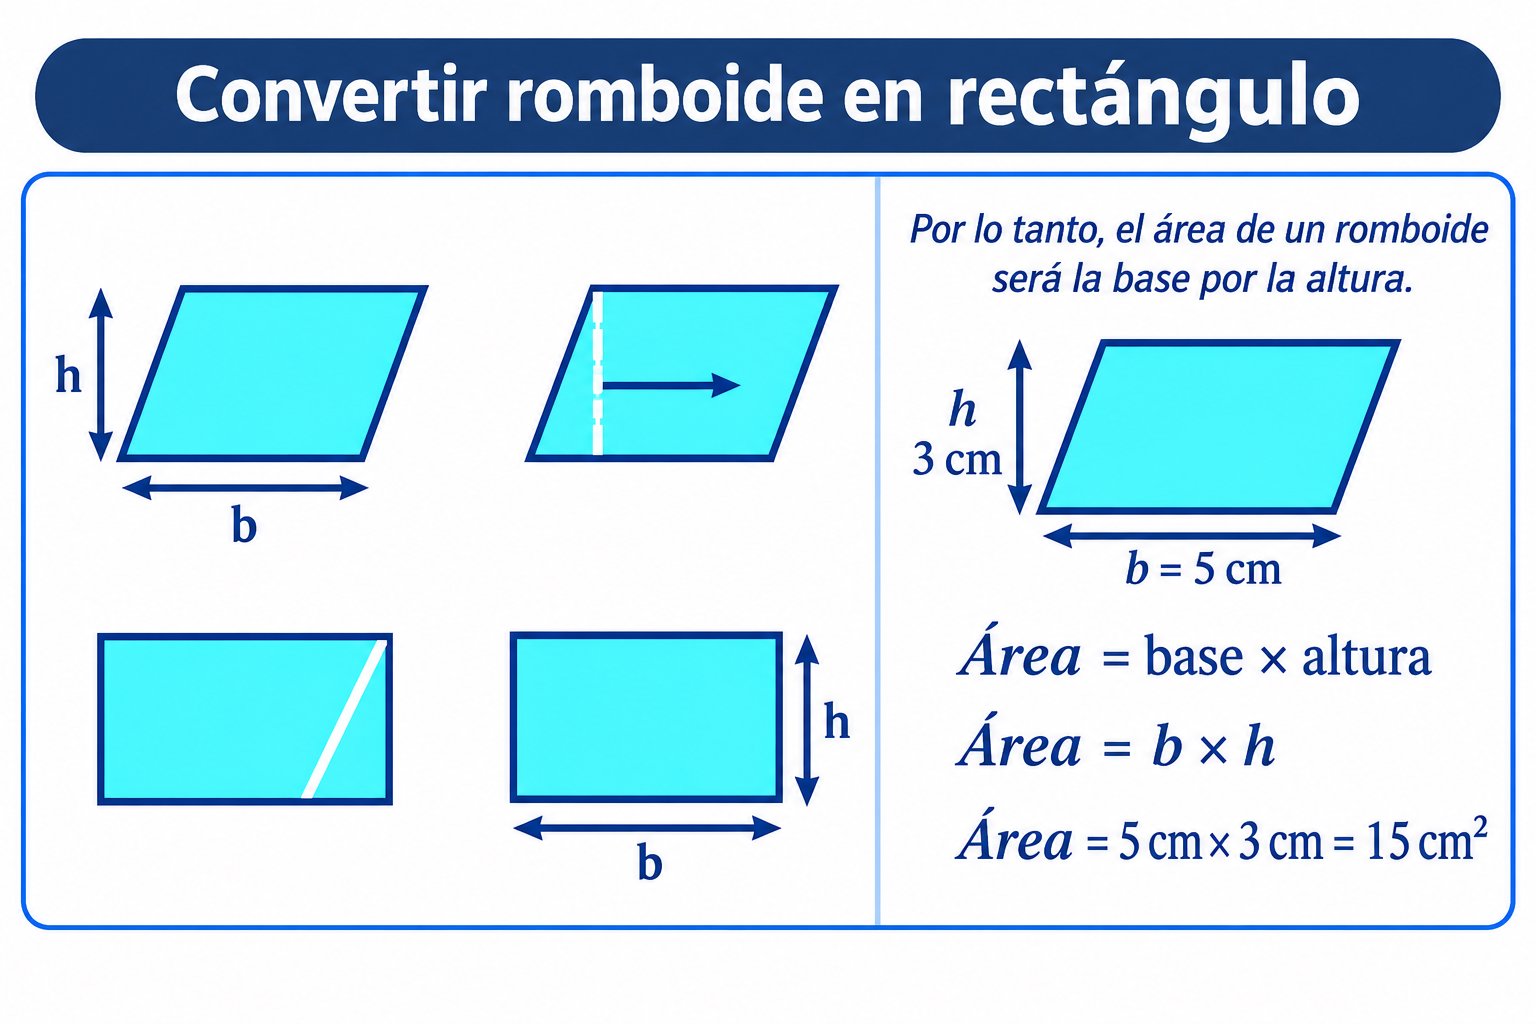 Convertir romboide en rectángulo
h
b
h
b
Por lo tanto, el área de un romboide
será la base por la altura.
h
3 cm
b = 5 cm
Área = base × altura
Área = b × h
Área = 5 cm × 3 cm = 15 cm²